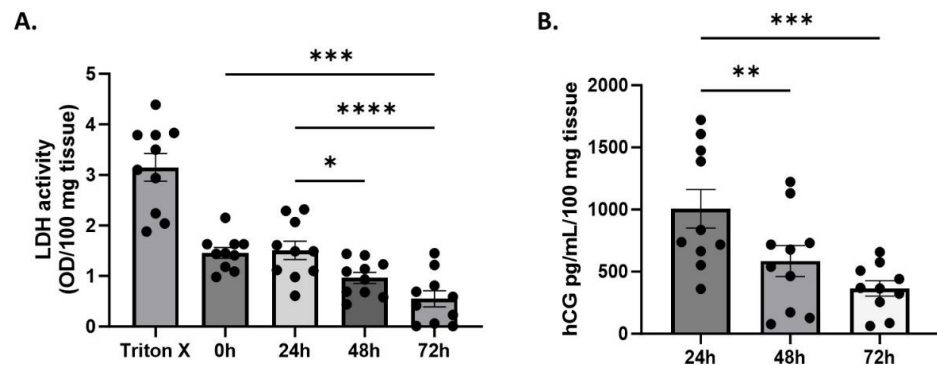 A.
***
****
*
LDH activity
(OD/100 mg tissue)
5
4
3
2
1
0
Triton X 0h 24h 48h 72h
B.
***
**
hCG pg/mL/100 mg tissue
2000
1500
1000
500
0
24h 48h 72h